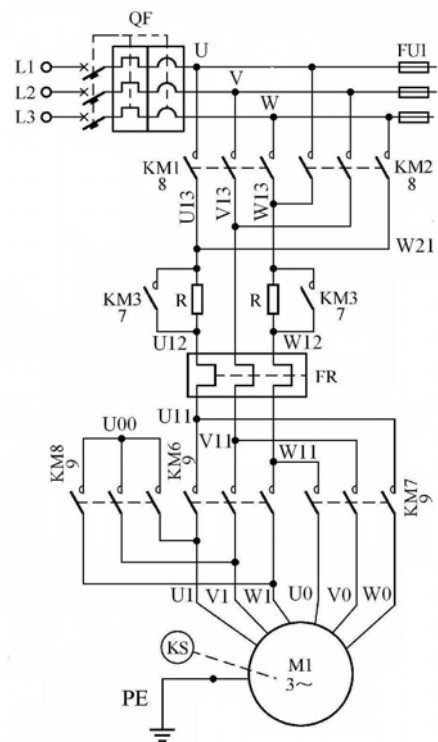 QF
U
FU1
L1
L2
V
L3
W
KM1
8
U13
V13
W13
KM2
8
W21
KM3
7
R
R
KM3
7
U12
W12
FR
U11
U00
V11
W11
KM8
9
KM6
9
KM7
9
U1
V1
W1
U0
V0
W0
KS
M1
3~
PE